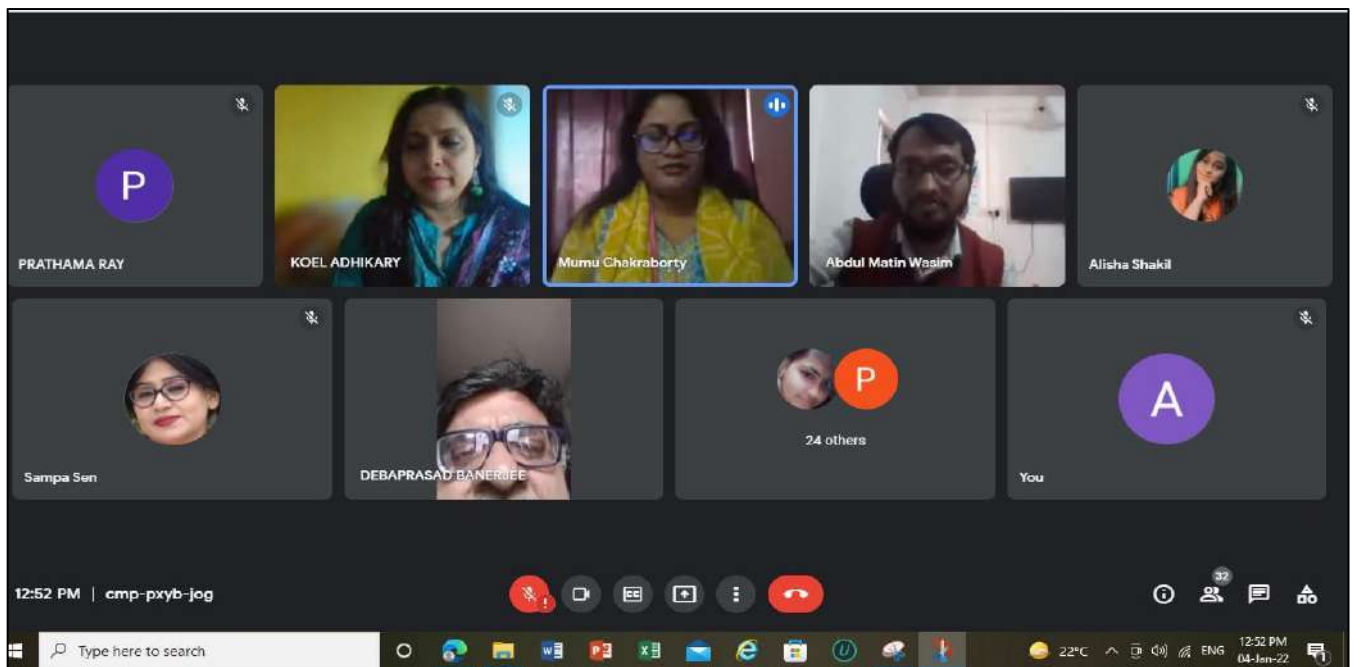 P
PRATHAMA RAY
KOEL ADHIKARY
Mumu Chakraborty
Abdul Matin Wasim
Alisha Shakil
Sampa Sen
DEBAPRASAD BANERJEE
P
24 others
A
You
12:52 PM | cmp-pxyb-jog
CC
32
Type here to search
22°C
ENG
12:52 PM
04-Jan-22